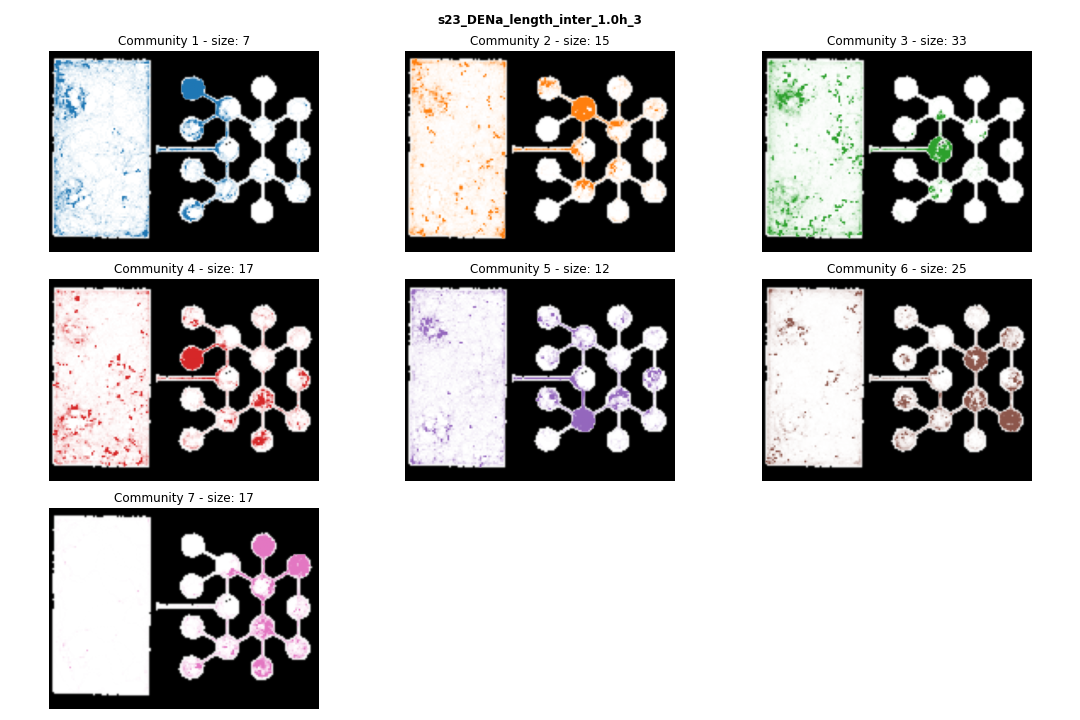 s23_DENa_length_inter_1.0h_3
Community 1 - size: 7
Community 2 - size: 15
Community 3 - size: 33
Community 4 - size: 17
Community 5 - size: 12
Community 6 - size: 25
Community 7 - size: 17